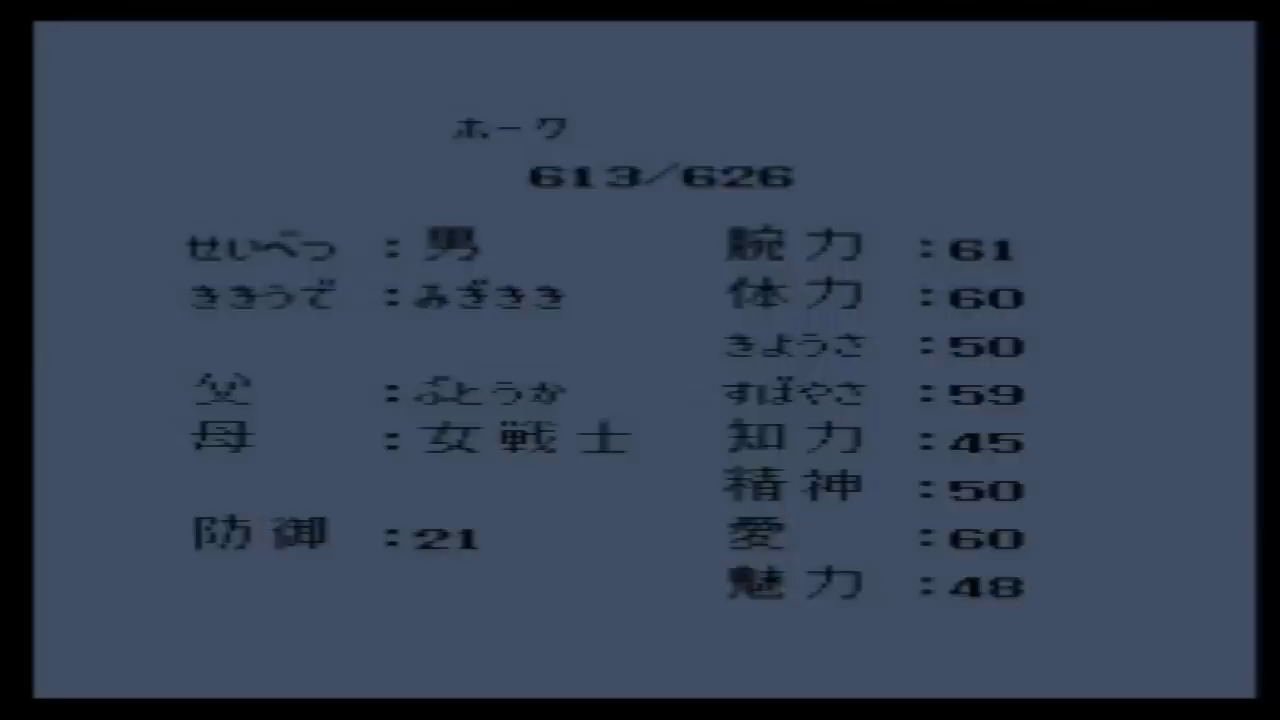 ホーク
613/626
せいべつ : 男 腕力 :61
ききうで : みぎきき 体力 :60
きようさ :50
父 : ぶとうか すばやさ :59
母 : 女戦士 知力 :45
精神 :50
防御 :21 愛 :60
魅力 :48